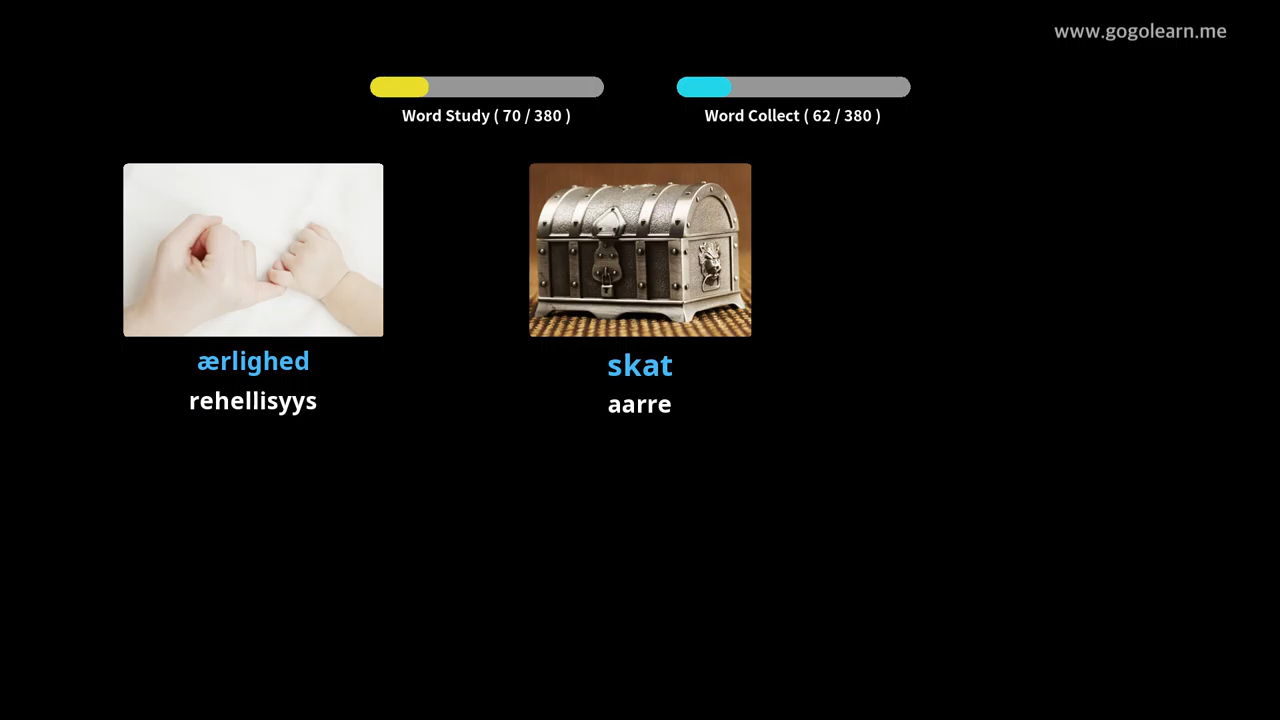 www.gogolearn.me
Word Study ( 70 / 380 )
Word Collect ( 62 / 380 )
ærlighed
rehellisyys
skat
aarre